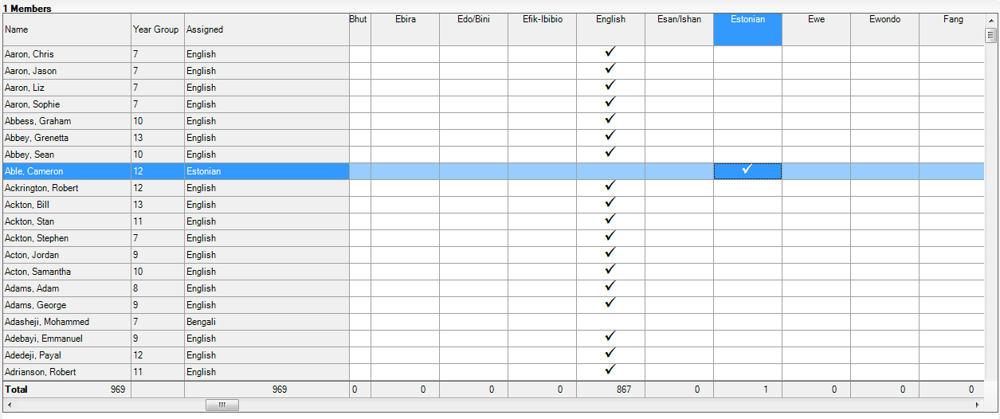 1 Members
Name Year Group Assigned Bhut Ebira Edo/Bini Efik-Ibibio English Esan/Ishan Estonian Ewe Ewondo Fang
Aaron, Chris 7 English
Aaron, Jason 7 English
Aaron, Liz 7 English
Aaron, Sophie 7 English
Abbess, Graham 10 English
Abbey, Grenetta 13 English
Abbey, Sean 10 English
Able, Cameron 12 Estonian
Ackrington, Robert 12 English
Ackton, Bill 13 English
Ackton, Stan 11 English
Ackton, Stephen 7 English
Acton, Jordan 9 English
Acton, Samantha 10 English
Adams, Adam 8 English
Adams, George 9 English
Adasheji, Mohammed 7 Bengali
Adebayi, Emmanuel 9 English
Adedeji, Payal 12 English
Adrianson, Robert 11 English
Total 969 969 0 0 0 0 867 0 1 0 0 0